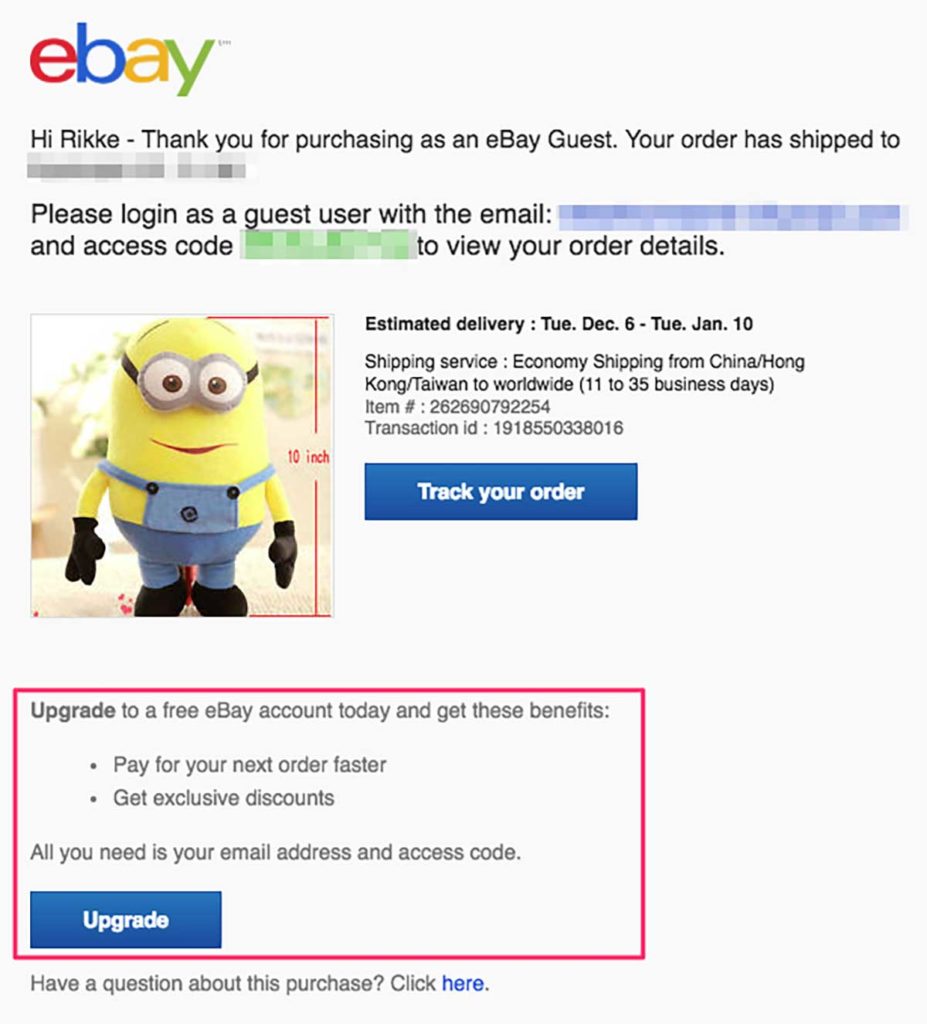 ebay™
Hi Rikke - Thank you for purchasing as an eBay Guest. Your order has shipped to
Please login as a guest user with the email:
and access code to view your order details.
Estimated delivery : Tue. Dec. 6 - Tue. Jan. 10
Shipping service : Economy Shipping from China/Hong
Kong/Taiwan to worldwide (11 to 35 business days)
Item # : 262690792254
Transaction id : 1918550338016
10 inch
Track your order
Upgrade to a free eBay account today and get these benefits:
• Pay for your next order faster
• Get exclusive discounts
All you need is your email address and access code.
Upgrade
Have a question about this purchase? Click here.